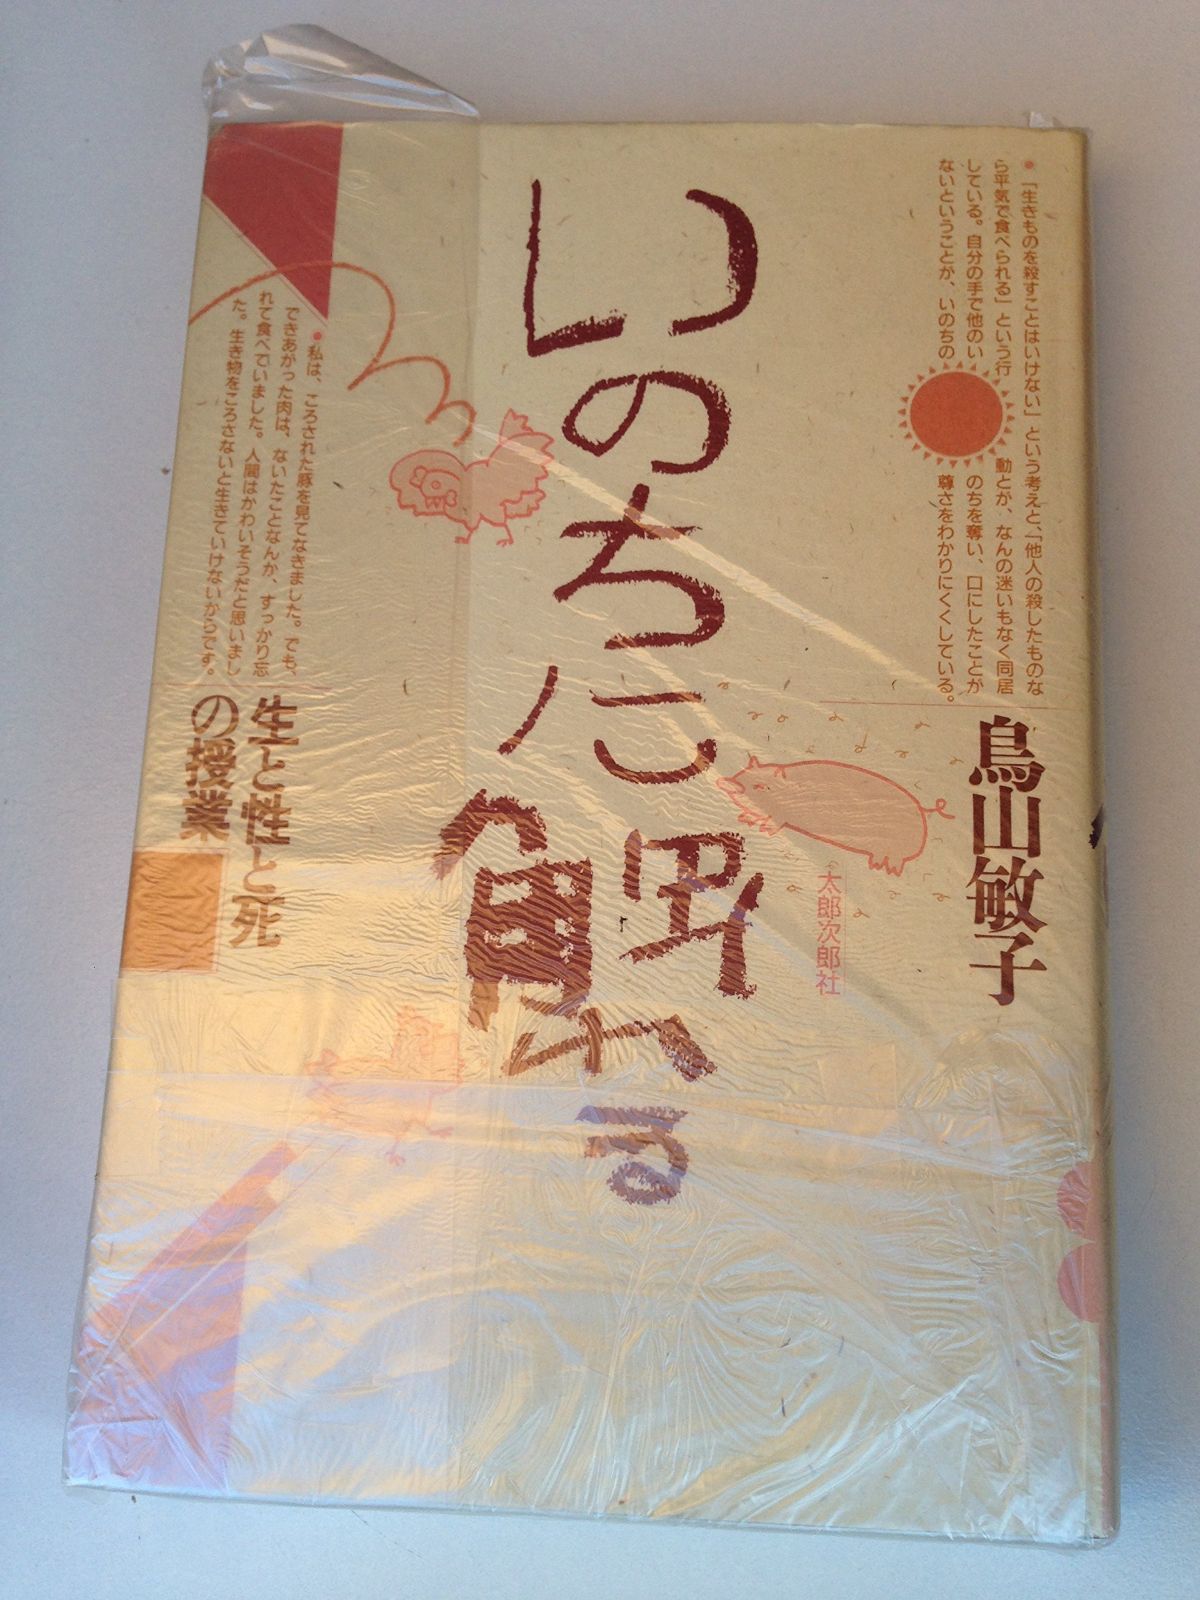 ●「生きものを殺すことはいけない」という考えと、「他人の殺したものな
ら平気で食べられる」という行動とが、なんの迷いもなく同居
している。自分の手で他のいのちを奪い、口にしたことが
ないということが、いのちの尊さをわかりにくくしている。
鳥山敏子
太郎次郎社
いのちに触れる
●私は、ころされた豚を見てなきました。でも、
できあがった肉は、ないたことなんか、すっかり忘
れて食べていました。人間はかわいそうだと思いまし
た。生き物をころさないと生きていけないからです。
生と性と死
の授業